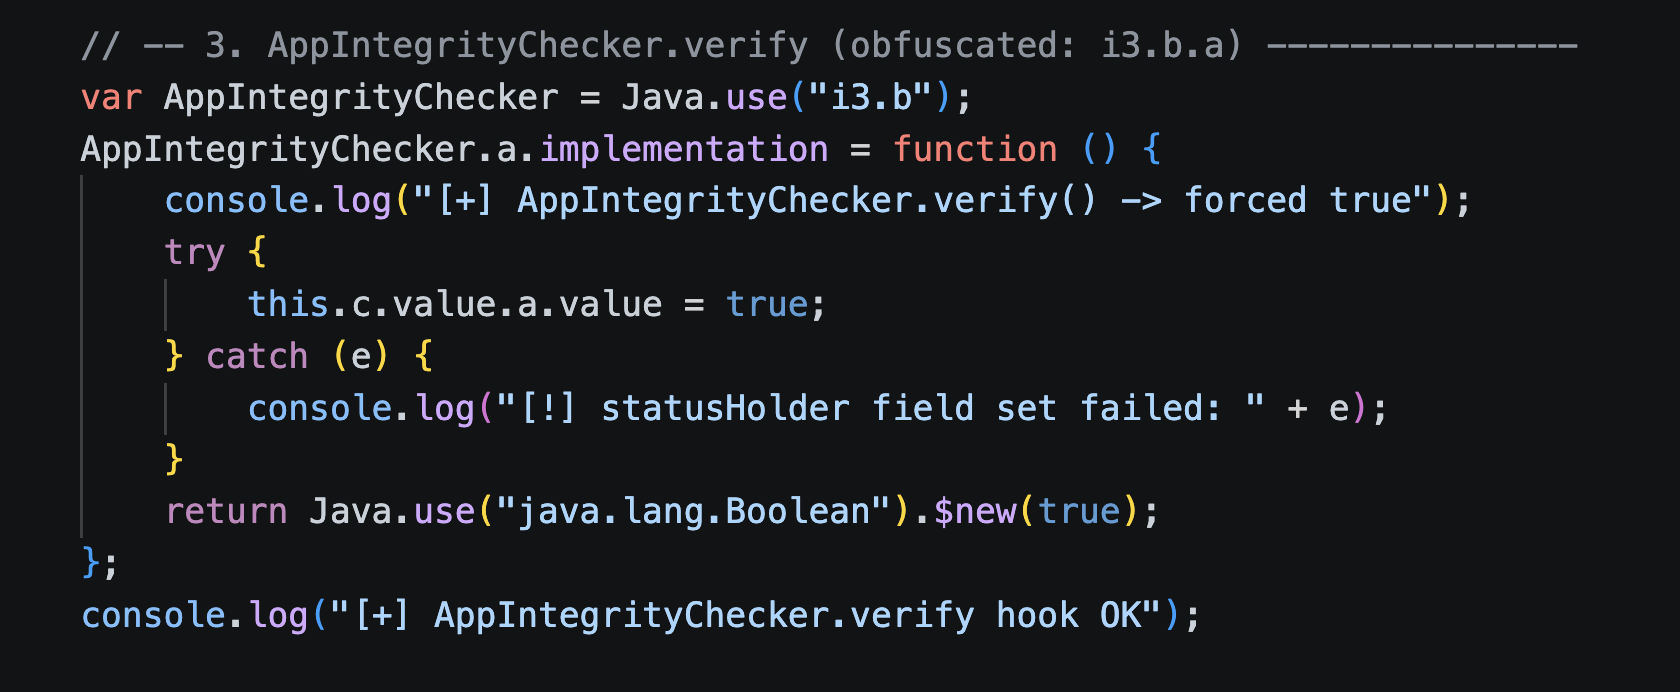 // -- 3. AppIntegrityChecker.verify (obfuscated: i3.b.a) ---------------
var AppIntegrityChecker = Java.use("i3.b");
AppIntegrityChecker.a.implementation = function () {
    console.log("[+] AppIntegrityChecker.verify() -> forced true");
    try {
        this.c.value.a.value = true;
    } catch (e) {
        console.log("[!] statusHolder field set failed: " + e);
    }
    return Java.use("java.lang.Boolean").$new(true);
};
console.log("[+] AppIntegrityChecker.verify hook OK");